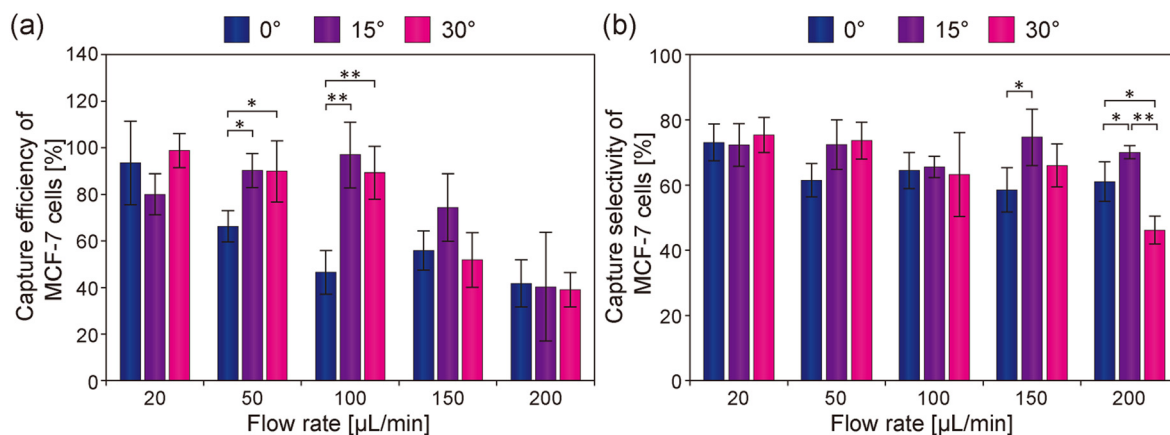 (a)
0° 15° 30°
Capture efficiency of
MCF-7 cells [%]
140
120
100
80
60
40
20
0
* *
** **
20 50 100 150 200
Flow rate [µL/min]
(b)
0° 15° 30°
Capture selectivity of
MCF-7 cells [%]
100
80
60
40
20
0
*
* * **
20 50 100 150 200
Flow rate [µL/min]